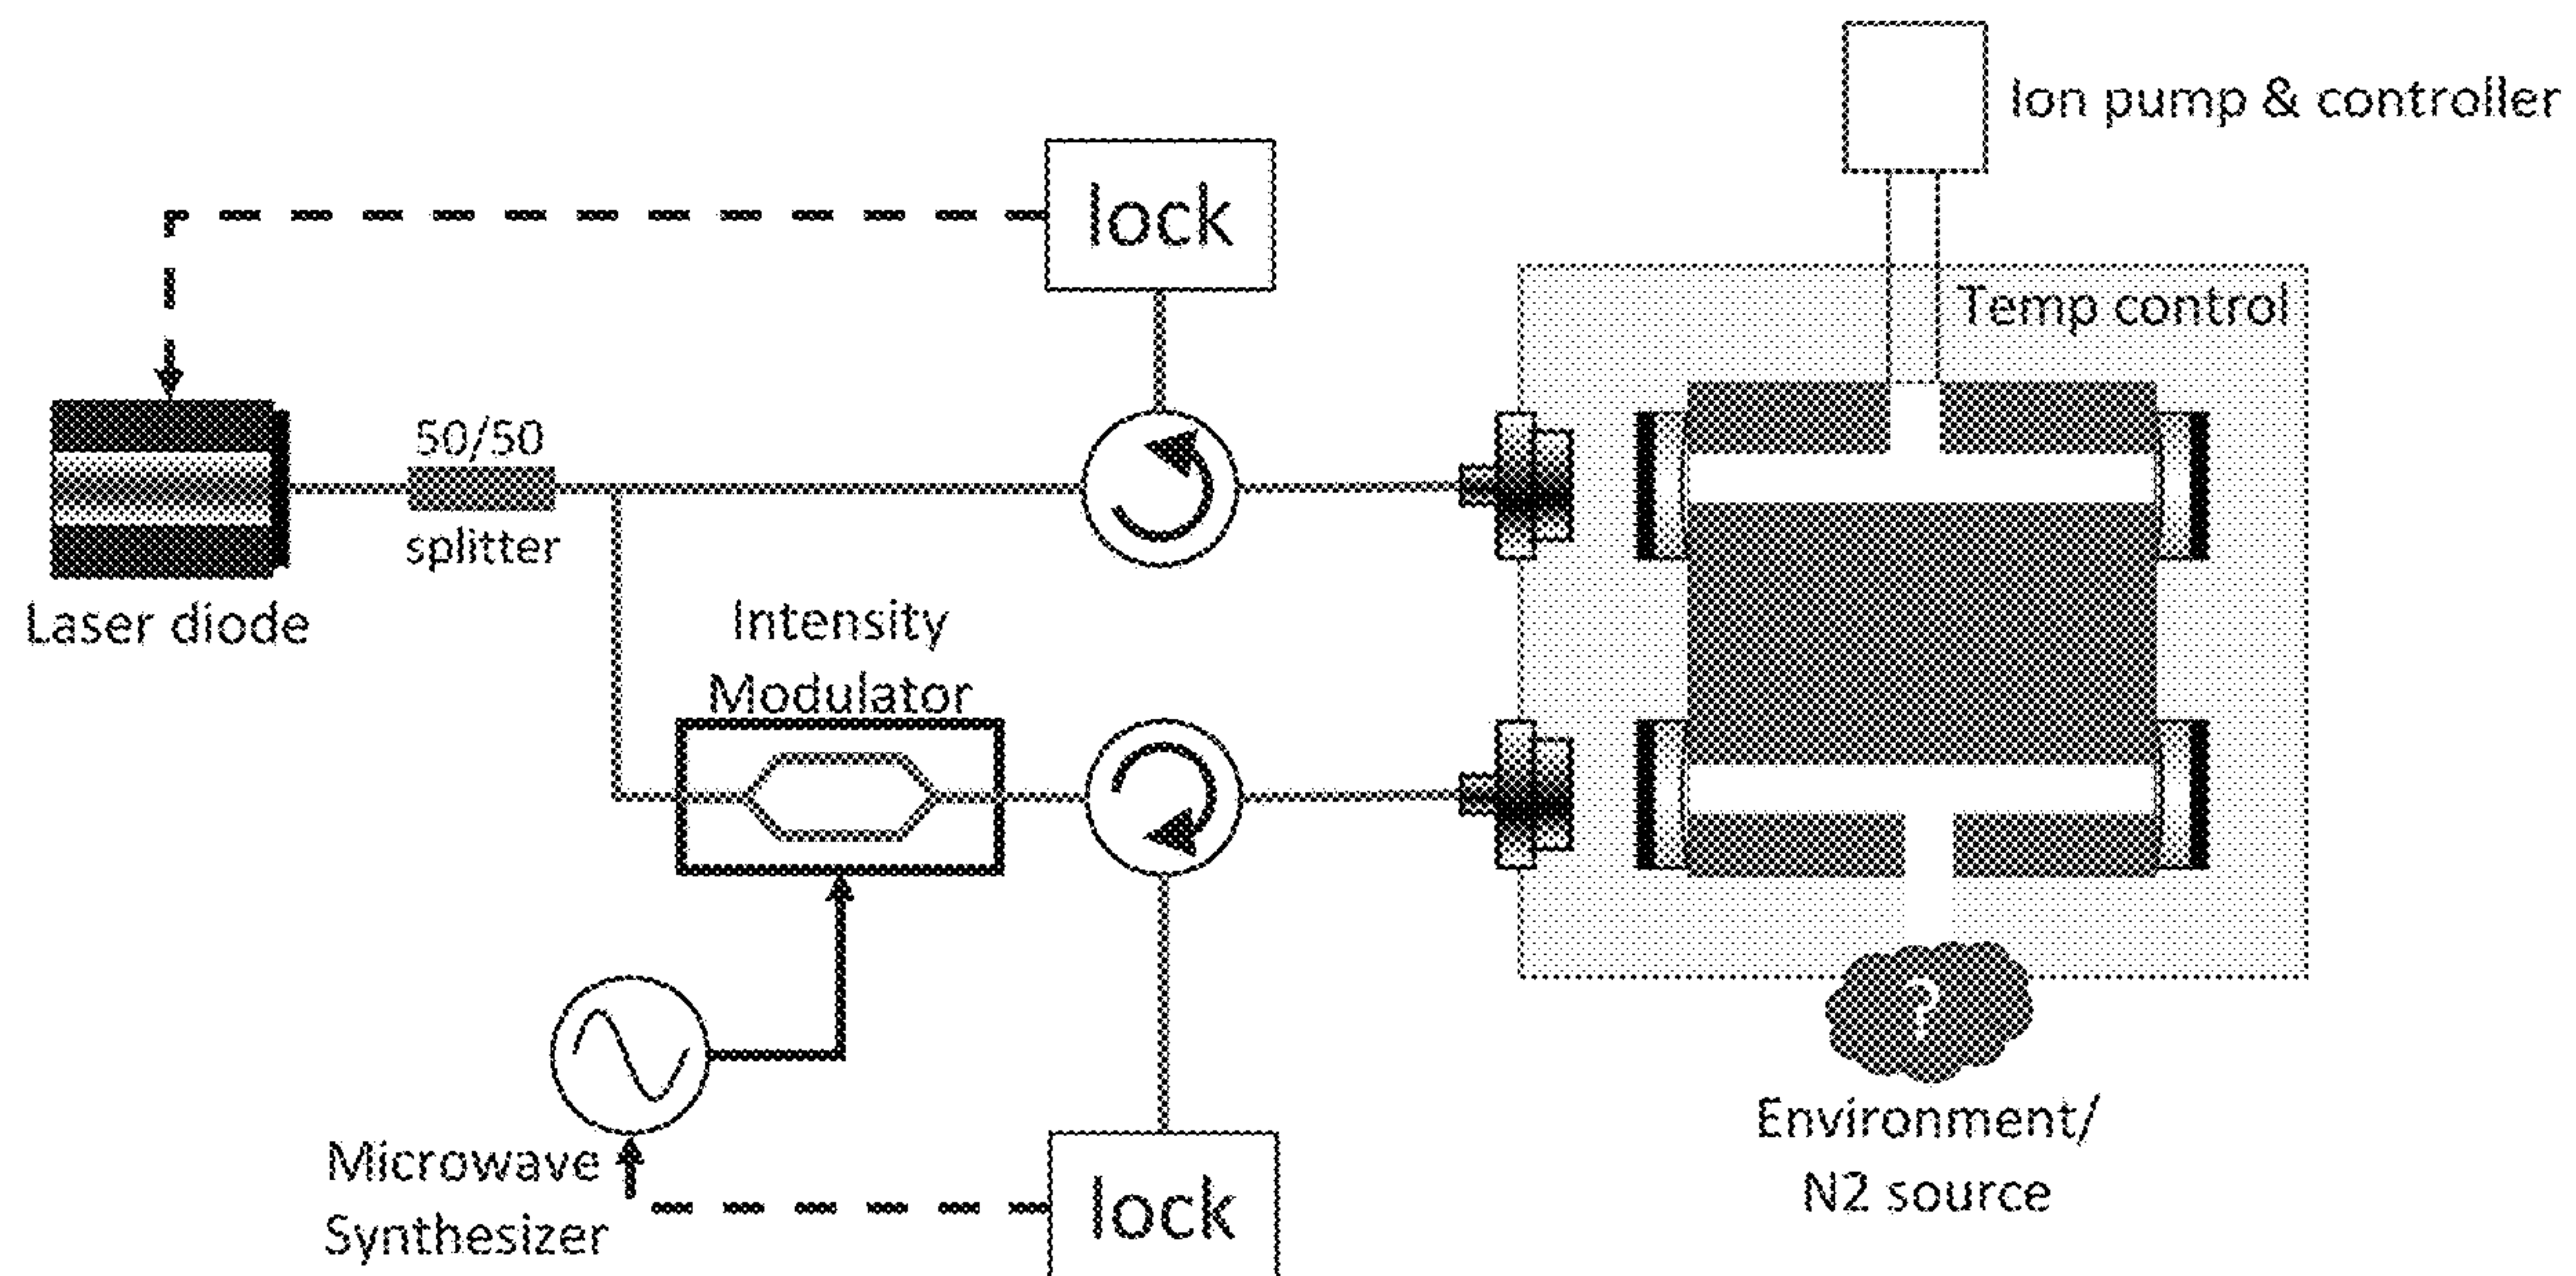 Ion pump & controller
lock
Temp control
50/50
splitter
Laser diode
Intensity
Modulator
?
Environment/
N2 source
Microwave
Synthesizer
lock